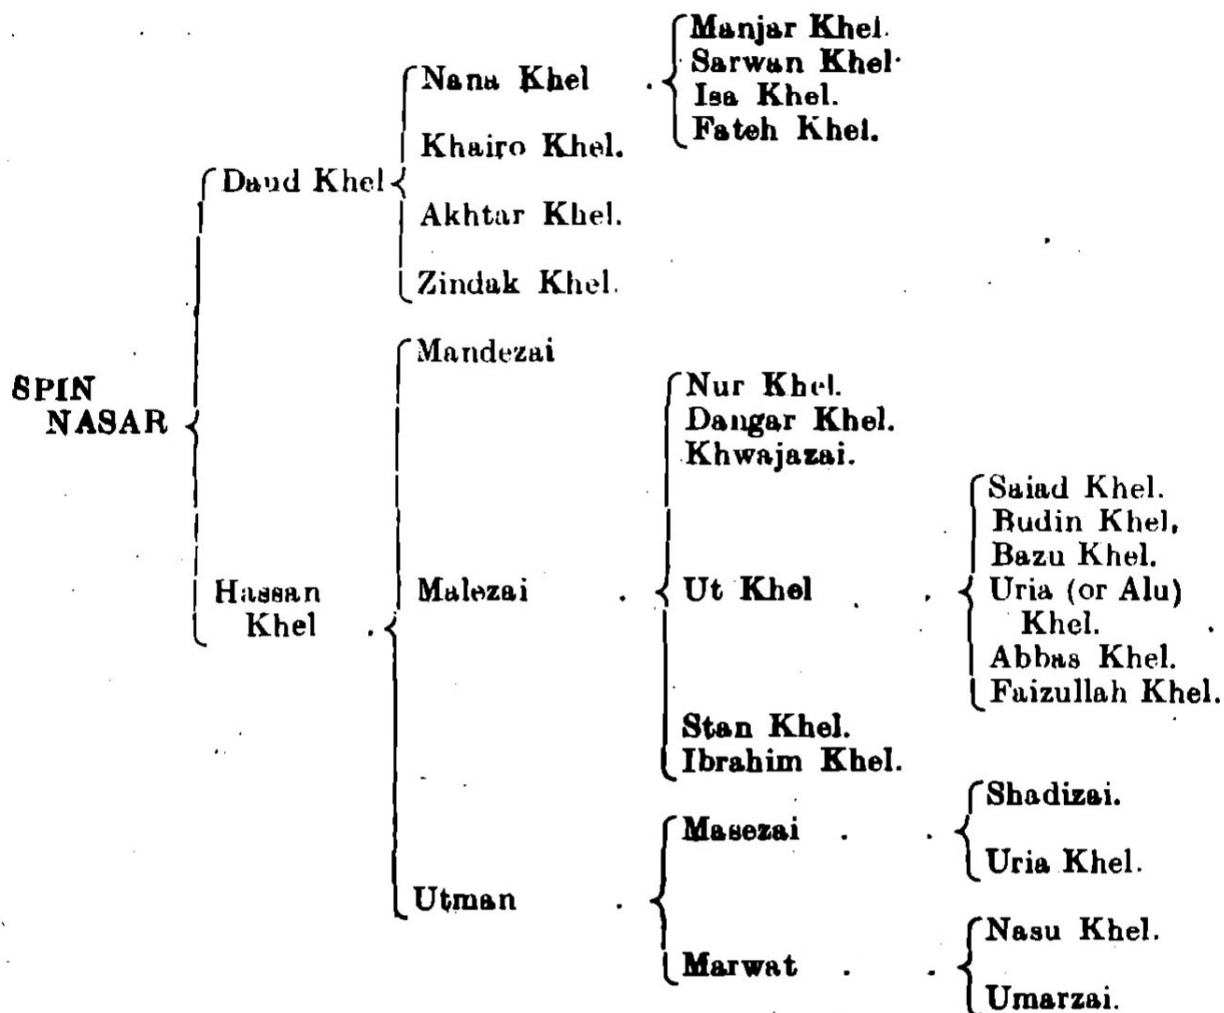 Manjar Khel.
Nana Khel
Sarwan Khel
Isa Khel.
Fateh Khel.
Khairo Khel.
Daud Khel
Akhtar Khel.
Zindak Khel.
Mandezai
SPIN
NASAR
Nur Khel.
Dangar Khel.
Khwajazai.
Hassan
Khel
Malezai
Ut Khel
Saiad Khel.
Budin Khel,
Bazu Khel.
Uria (or Alu)
Khel.
Abbas Khel.
Faizullah Khel.
Stan Khel.
Ibrahim Khel.
Utman
Masezai
Shadizai.
Uria Khel.
Marwat
Nasu Khel.
Umarzai.